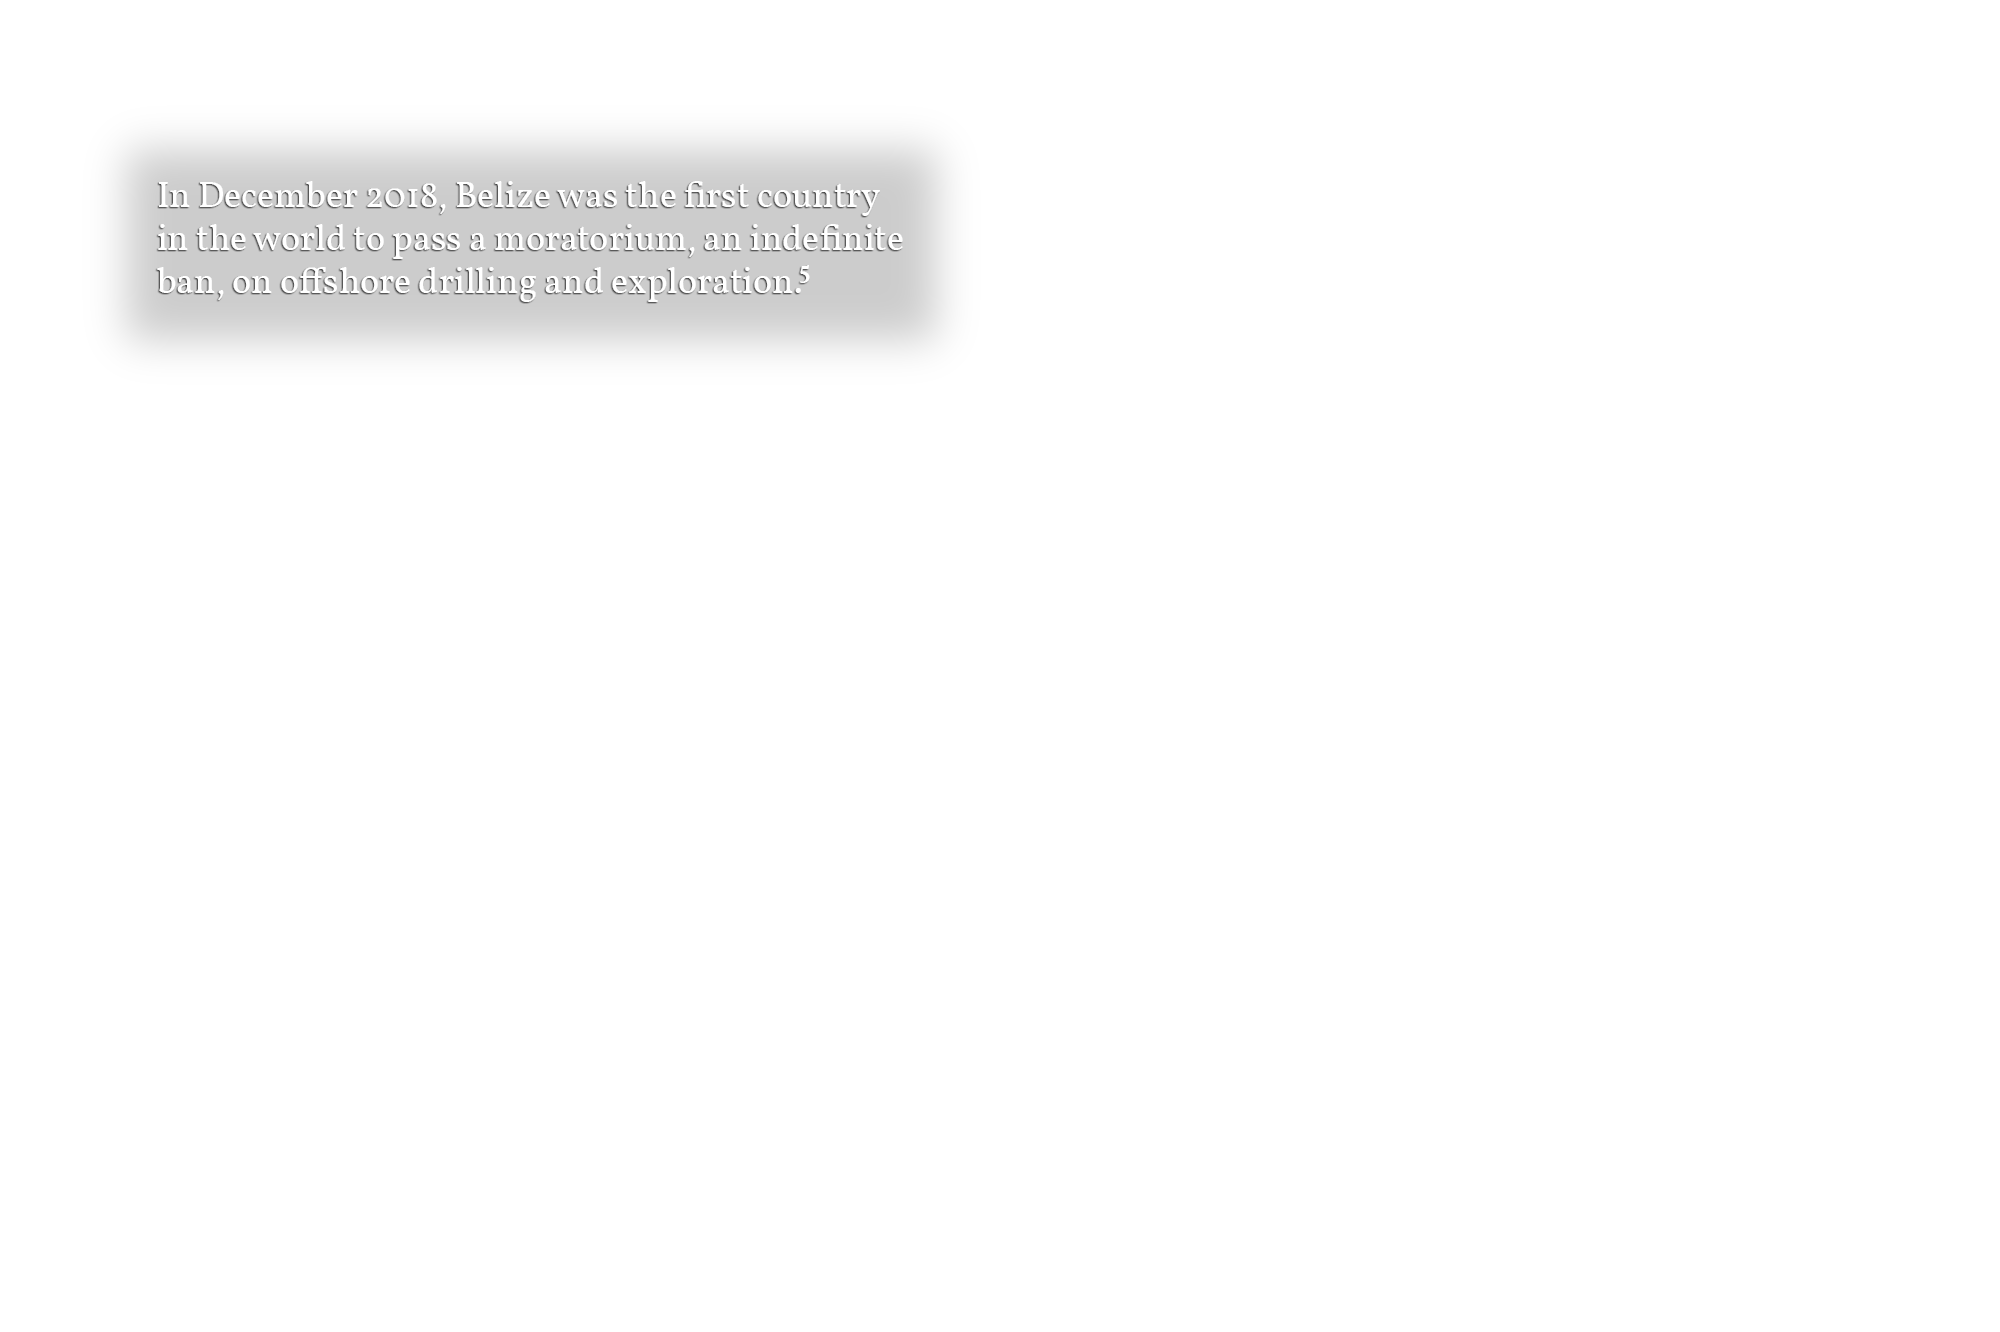 In December 2018, Belize was the first country
in the world to pass a moratorium, an indefinite
ban, on offshore drilling and exploration.⁵